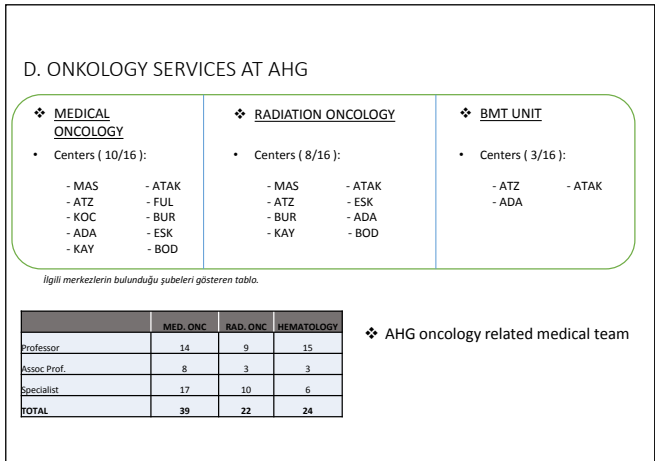 D. ONKOLOGY SERVICES AT AHG
❖ MEDICAL
ONCOLOGY
• Centers ( 10/16 ):
- MAS - ATAK
- ATZ - FUL
- KOC - BUR
- ADA - ESK
- KAY - BOD
❖ RADIATION ONCOLOGY
• Centers ( 8/16 ):
- MAS - ATAK
- ATZ - ESK
- BUR - ADA
- KAY - BOD
❖ BMT UNIT
• Centers ( 3/16 ):
- ATZ - ATAK
- ADA
İlgili merkezlerin bulunduğu şubeleri gösteren tablo.
MED. ONC RAD. ONC HEMATOLOGY
Professor 14 9 15
Assoc Prof. 8 3 3
Specialist 17 10 6
TOTAL 39 22 24
❖ AHG oncology related medical team